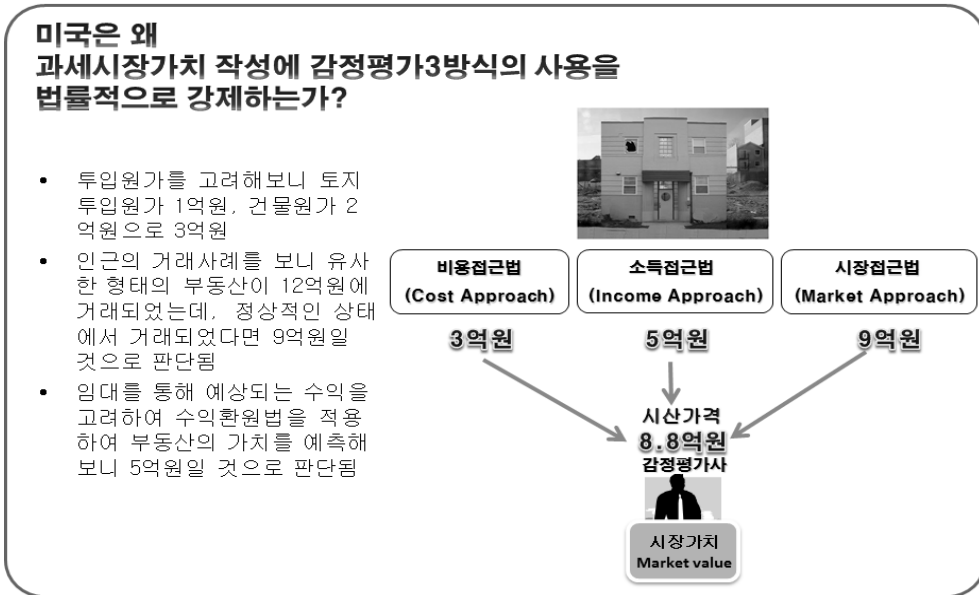 미국은 왜
과세시장가치 작성에 감정평가3방식의 사용을
법률적으로 강제하는가?
• 투입원가를 고려해보니 토지
투입원가 1억원, 건물원가 2
억원으로 3억원
• 인근의 거래사례를 보니 유사
한 형태의 부동산이 12억원에
거래되었는데, 정상적인 상태
에서 거래되었다면 9억원일
것으로 판단됨
• 임대를 통해 예상되는 수익을
고려하여 수익환원법을 적용
하여 부동산의 가치를 예측해
보니 5억원일 것으로 판단됨
비용접근법
(Cost Approach)
3억원
소득접근법
(Income Approach)
5억원
시장접근법
(Market Approach)
9억원
시산가격
8.8억원
감정평가사
시장가치
Market value